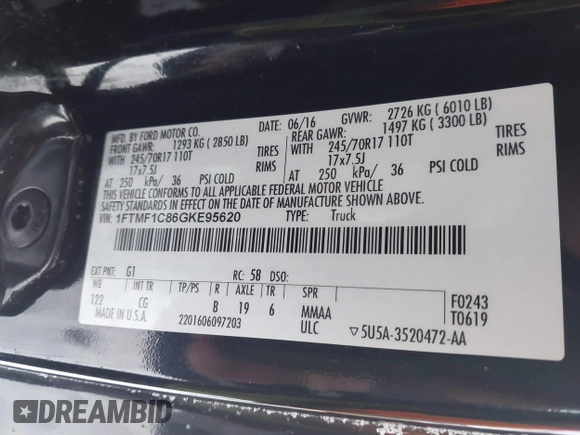 MFD. BY FORD MOTOR CO. DATE: 06/16 GVWR: 2726 KG ( 6010 LB)
FRONT GAWR: 1293 KG ( 2850 LB) REAR GAWR: 1497 KG ( 3300 LB)
WITH 245/70R17 110T TIRES WITH 245/70R17 110T TIRES
17x7.5J RIMS 17x7.5J RIMS
AT 250 kPa/ 36 PSI COLD AT 250 kPa/ 36 PSI COLD
THIS VEHICLE CONFORMS TO ALL APPLICABLE FEDERAL MOTOR VEHICLE
SAFETY STANDARDS IN EFFECT ON THE DATE OF MANUFACTURE SHOWN ABOVE.
VIN: 1FTMF1C86GKE95620 TYPE: Truck
EXT PNT: G1 RC: 58 DSO:
WB INT TR TP/PS R AXLE TR SPR
122 CG B 19 6 MMAA F0243
MADE IN U.S.A. 2201606097203 ULC T0619
▽5U5A-3520472-AA
DREAMBID